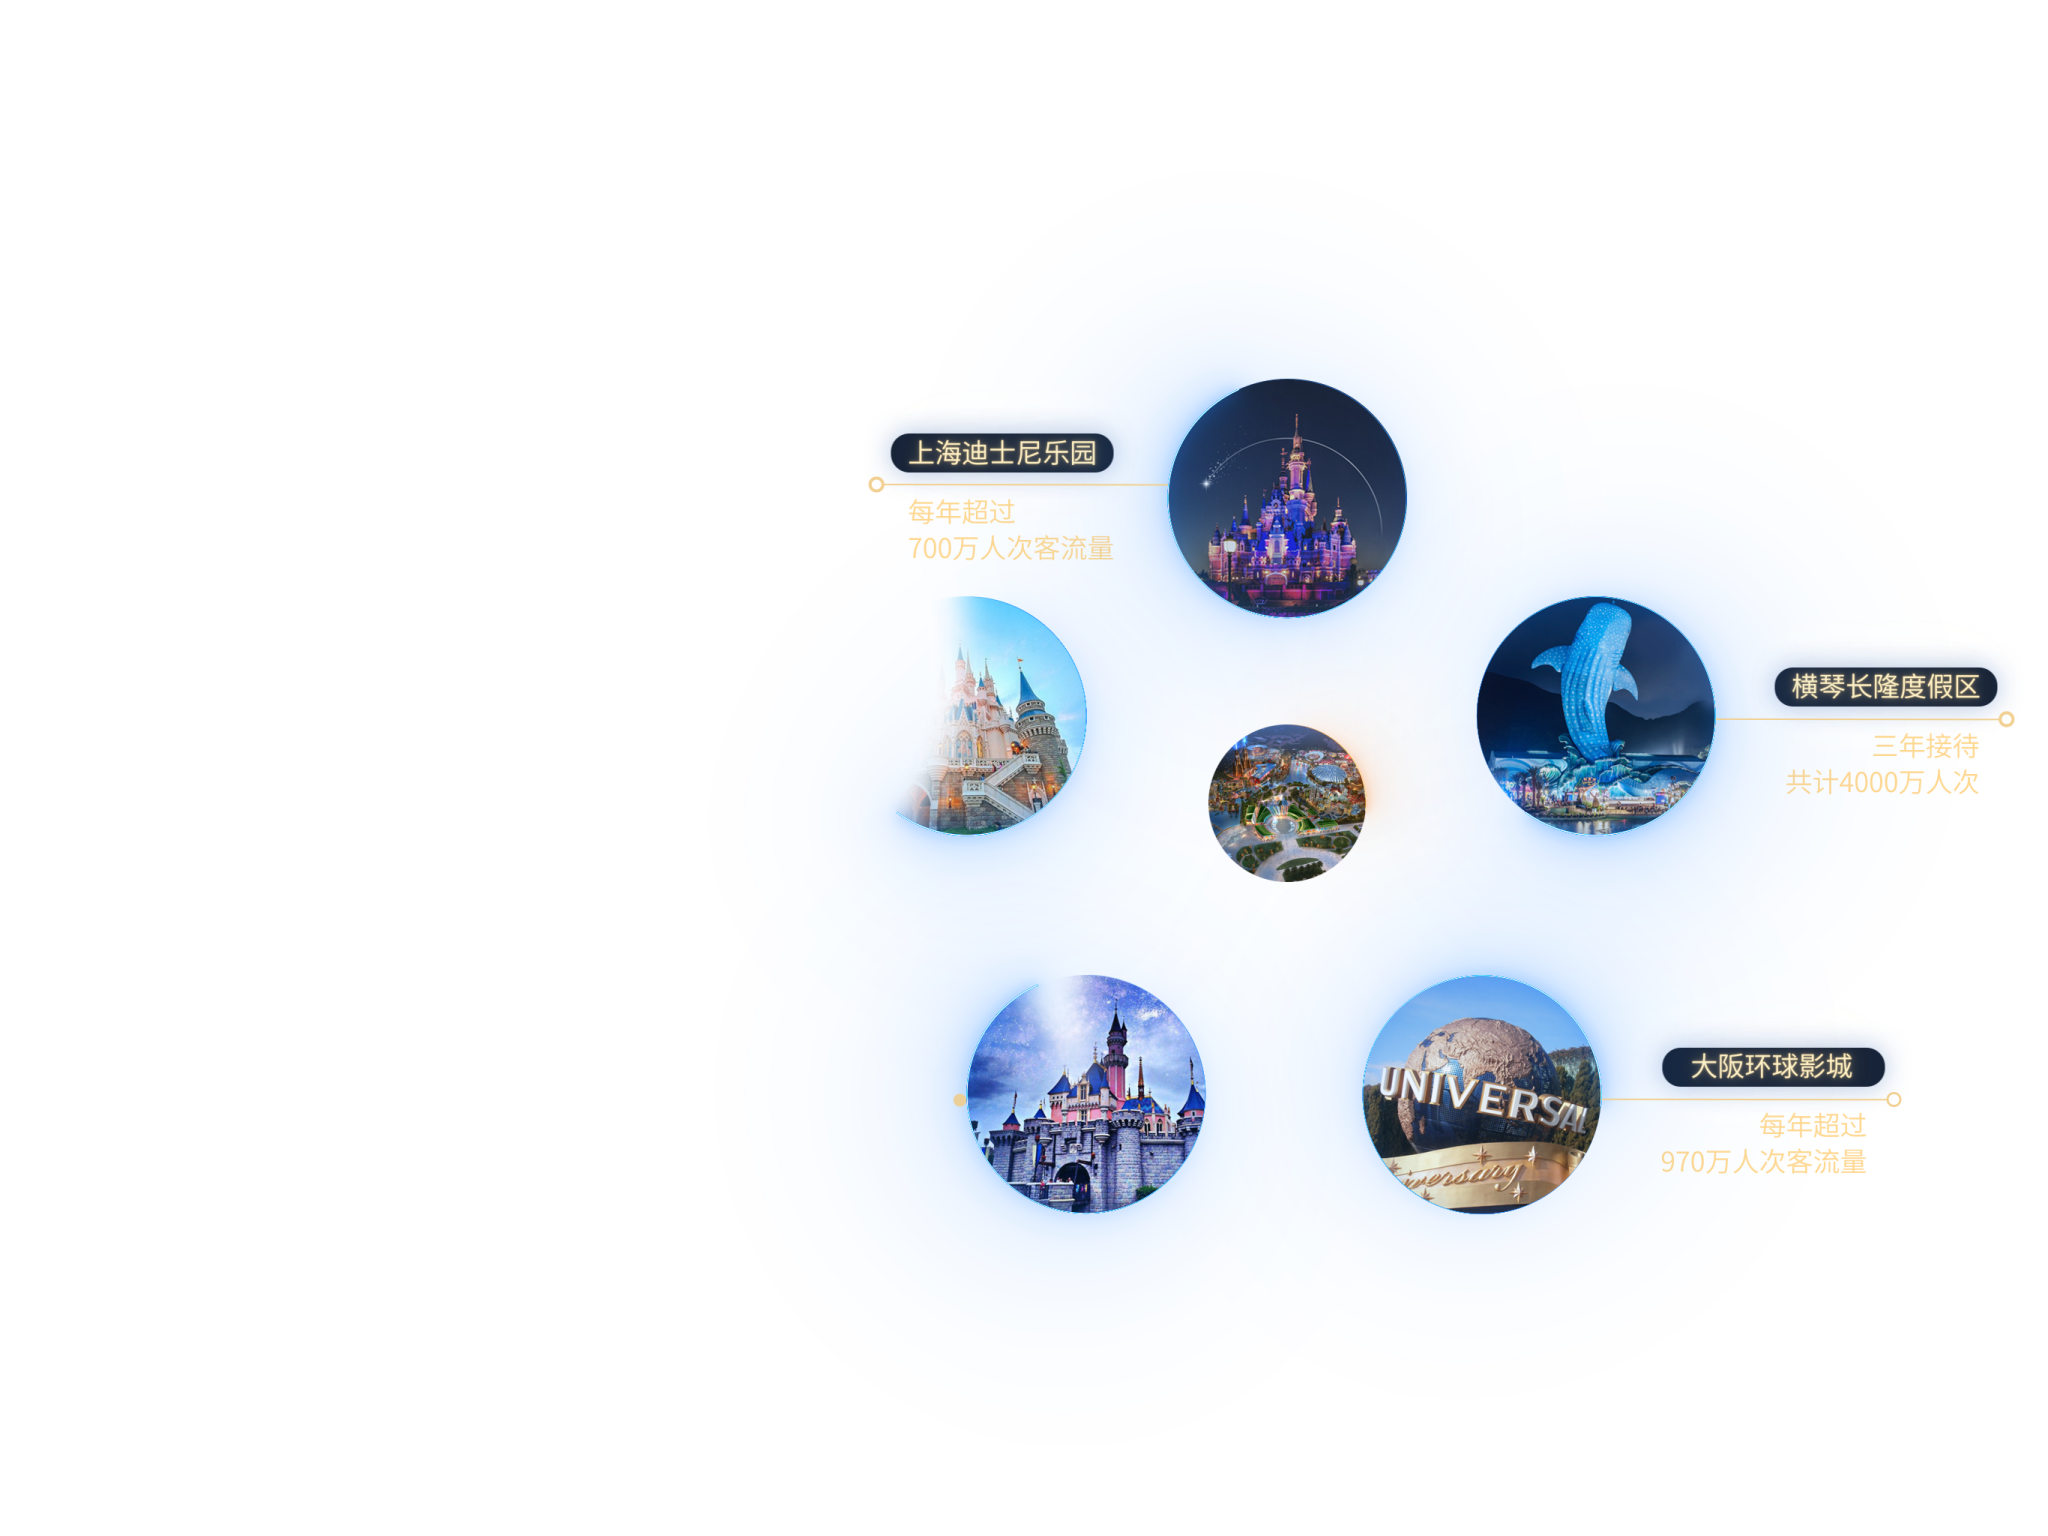 上海迪士尼乐园
每年超过
700万人次客流量
横琴长隆度假区
三年接待
共计4000万人次
UNIVERSAL
iversary
大阪环球影城
每年超过
970万人次客流量